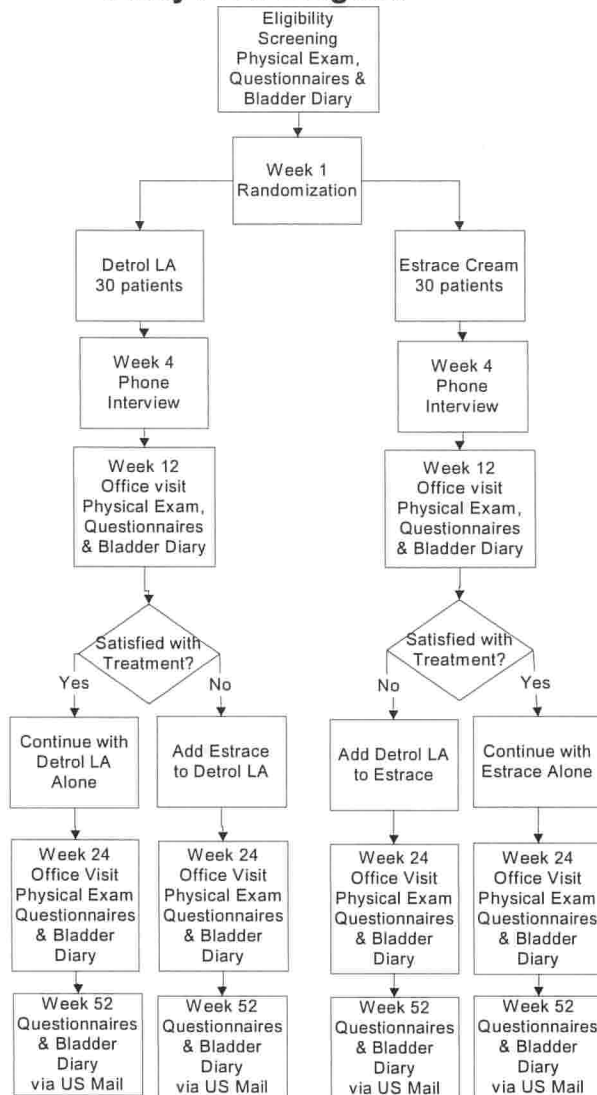 Eligibility
Screening
Physical Exam,
Questionnaires &
Bladder Diary
Week 1
Randomization
Detrol LA
30 patients
Estrace Cream
30 patients
Week 4
Phone
Interview
Week 4
Phone
Interview
Week 12
Office visit
Physical Exam,
Questionnaires
& Bladder Diary
Week 12
Office visit
Physical Exam,
Questionnaires
& Bladder Diary
Satisfied with
Treatment?
Satisfied with
Treatment?
Yes
No
No
Yes
Continue with
Detrol LA
Alone
Add Estrace
to Detrol LA
Add Detrol LA
to Estrace
Continue with
Estrace Alone
Week 24
Office Visit
Physical Exam
Questionnaires
& Bladder
Diary
Week 24
Office Visit
Physical Exam
Questionnaires
& Bladder
Diary
Week 24
Office Visit
Physical Exam
Questionnaires
& Bladder
Diary
Week 24
Office Visit
Physical Exam
Questionnaires
& Bladder
Diary
Week 52
Questionnaires
& Bladder
Diary
via US Mail
Week 52
Questionnaires
& Bladder
Diary
via US Mail
Week 52
Questionnaires
& Bladder
Diary
via US Mail
Week 52
Questionnaires
& Bladder
Diary
via US Mail